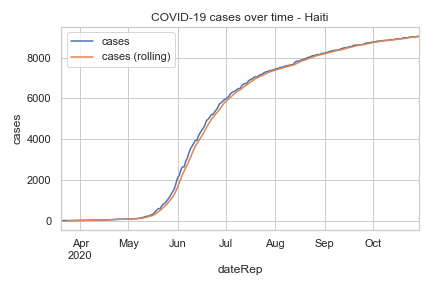 COVID-19 cases over time - Haiti
cases
cases (rolling)
8000
6000
4000
2000
0
cases
Apr May Jun Jul Aug Sep Oct
2020
dateRep